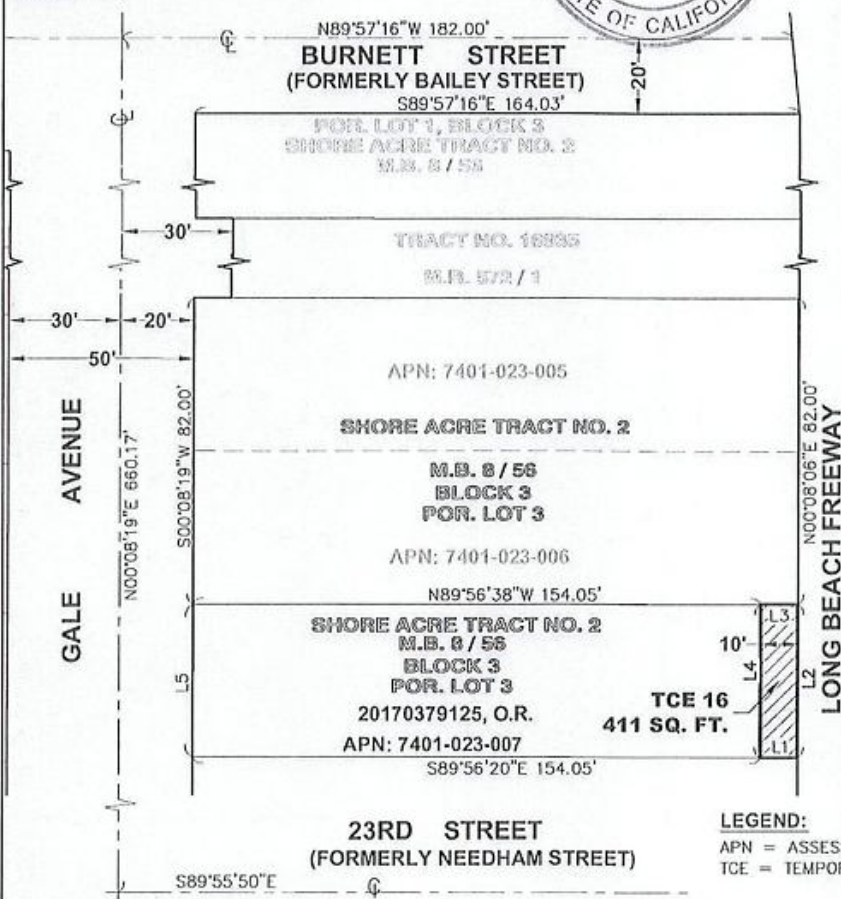 TE OF CALIFO
N89°57'16"W 182.00'
BURNETT STREET
(FORMERLY BAILEY STREET)
20'
S89°57'16"E 164.03'
POR. LOT 1, BLOCK 3
SHORE ACRE TRACT NO. 2
M.B. 8 / 56
30'
TRACT NO.
M.B. 572 / 1
30'
20'
50'
APN: 7401-023-005
SHORE ACRE TRACT NO. 2
M.B. 8 / 56
BLOCK 3
POR. LOT 3
APN: 7401-023-006
GALE AVENUE
N00°08'19"E 660.17'
S00°08'19"W 82.00'
N00°08'06"E 82.00'
LONG BEACH FREEWAY
N89°56'38"W 154.05'
SHORE ACRE TRACT NO. 2
M.B. 8 / 56
BLOCK 3
POR. LOT 3
20170379125, O.R.
APN: 7401-023-007
L5
L3
10'
L4
L2
TCE 16
411 SQ. FT.
L1
S89°56'20"E 154.05'
23RD STREET
(FORMERLY NEEDHAM STREET)
S89°55'50"E
LEGEND:
APN = ASSES
TCE = TEMPOR